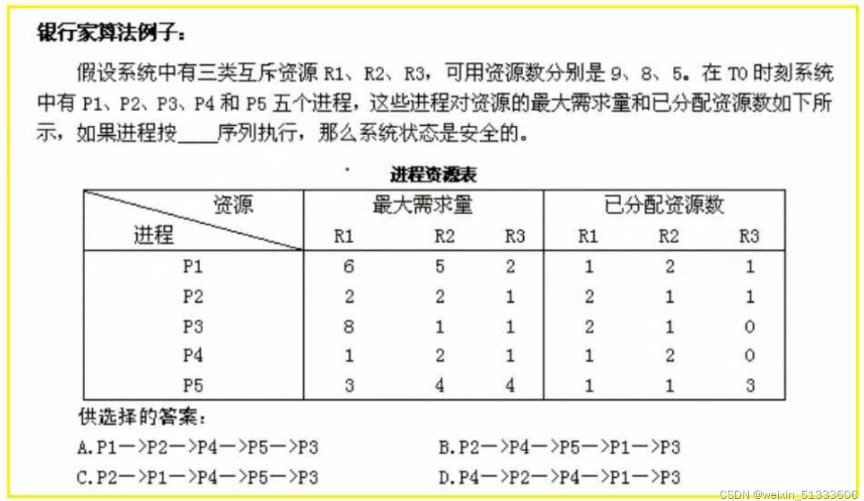 银行家算法例子：
假设系统中有三类互斥资源 R1、R2、R3，可用资源数分别是 9、8、5。在 T0 时刻系统
中有 P1、P2、P3、P4 和 P5 五个进程，这些进程对资源的最大需求量和已分配资源数如下所
示，如果进程按____序列执行，那么系统状态是安全的。
进程资源表
资源 最大需求量 已分配资源数
进程 R1 R2 R3 R1 R2 R3
P1 6 5 2 1 2 1
P2 2 2 1 2 1 1
P3 8 1 1 2 1 0
P4 1 2 1 1 2 0
P5 3 4 4 1 1 3
供选择的答案：
A.P1—>P2—>P4—>P5—>P3 B.P2—>P4—>P5—>P1—>P3
C.P2—>P1—>P4—>P5—>P3 D.P4—>P2—>P4—>P1—>P3
CSDN @weixin_51333606